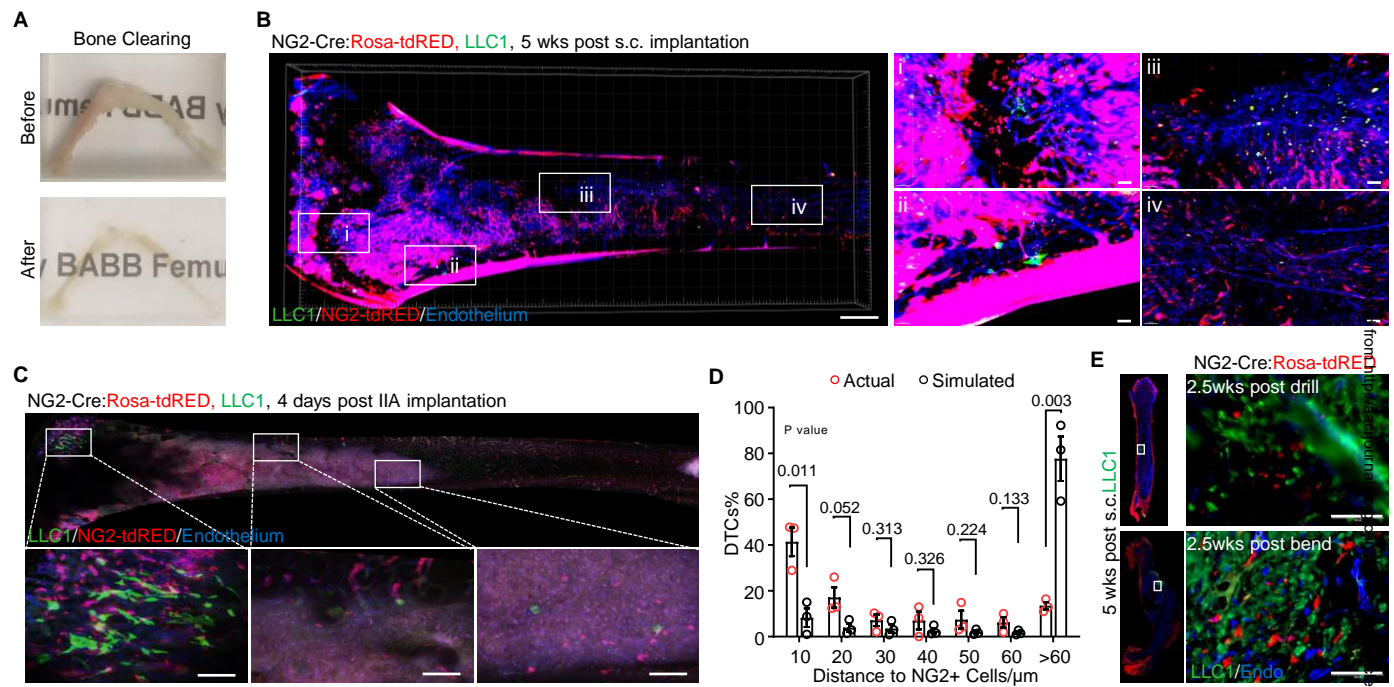 A
Bone Clearing
Before
After
y BABB Femu
B
NG2-Cre:Rosa-tdRED, LLC1, 5 wks post s.c. implantation
i
ii
iii
iv
LLC1/NG2-tdRED/Endothelium
i
iii
ii
iv
C
NG2-Cre:Rosa-tdRED, LLC1, 4 days post IIA implantation
LLC1/NG2-tdRED/Endothelium
D
Actual
Simulated
P value
0.011
0.052
0.313
0.326
0.224
0.133
0.003
DTCs%
100
80
60
40
20
0
10
20
30
40
50
60
>60
Distance to NG2+ Cells/μm
E
NG2-Cre:Rosa-tdRED
5 wks post s.c.LLC1
2.5wks post drill
2.5wks post bend
LLC1/Endo